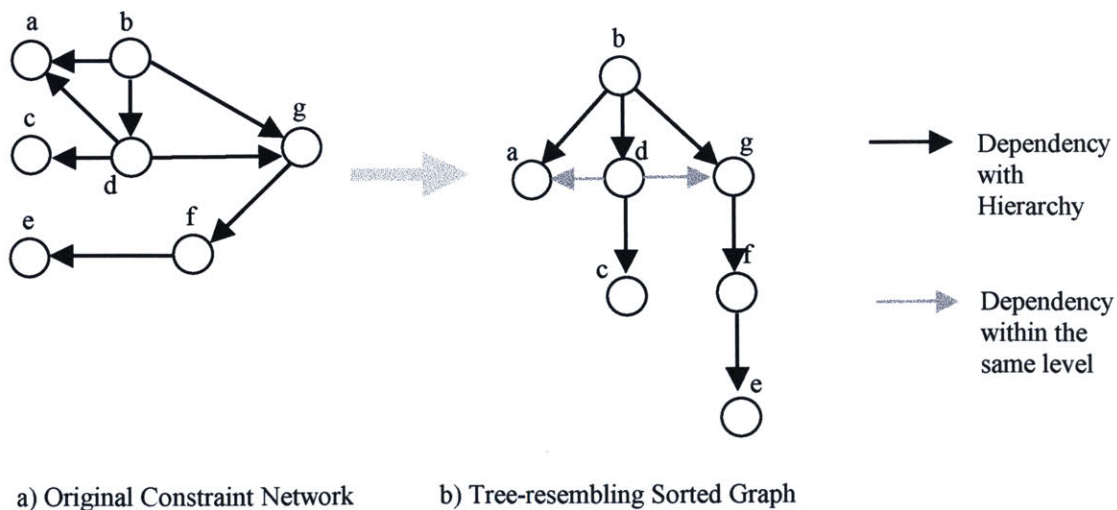 a
b
c
g
d
e
f
b
a
d
g
c
f
e
Dependency
with
Hierarchy
Dependency
within the
same level
a) Original Constraint Network
b) Tree-resembling Sorted Graph